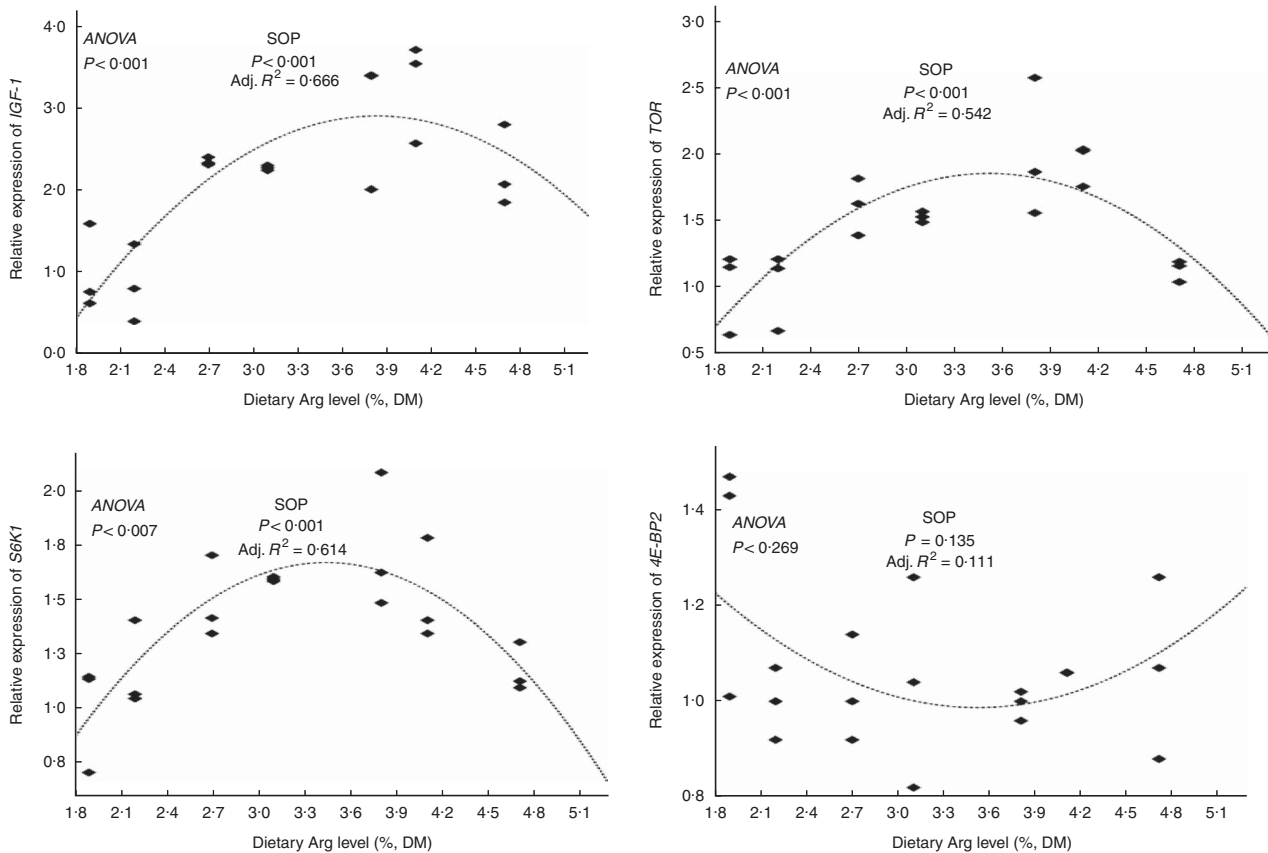 4·0
3·0
2·0
1·0
0·0
Relative expression of IGF-1
ANOVA
P< 0·001
SOP
P< 0·001
Adj. R² = 0·666
1·8 2·1 2·4 2·7 3·0 3·3 3·6 3·9 4·2 4·5 4·8 5·1
Dietary Arg level (%, DM)
3·0
2·5
2·0
1·5
1·0
0·5
Relative expression of TOR
ANOVA
P< 0·001
SOP
P< 0·001
Adj. R² = 0·542
1·8 2·1 2·4 2·7 3·0 3·3 3·6 3·9 4·2 4·5 4·8 5·1
Dietary Arg level (%, DM)
2·0
1·8
1·5
1·3
1·0
0·8
Relative expression of S6K1
ANOVA
P< 0·007
SOP
P< 0·001
Adj. R² = 0·614
1·8 2·1 2·4 2·7 3·0 3·3 3·6 3·9 4·2 4·5 4·8 5·1
Dietary Arg level (%, DM)
1·4
1·2
1·0
0·8
Relative expression of 4E-BP2
ANOVA
P< 0·269
SOP
P = 0·135
Adj. R² = 0·111
1·8 2·1 2·4 2·7 3·0 3·3 3·6 3·9 4·2 4·5 4·8 5·1
Dietary Arg level (%, DM)